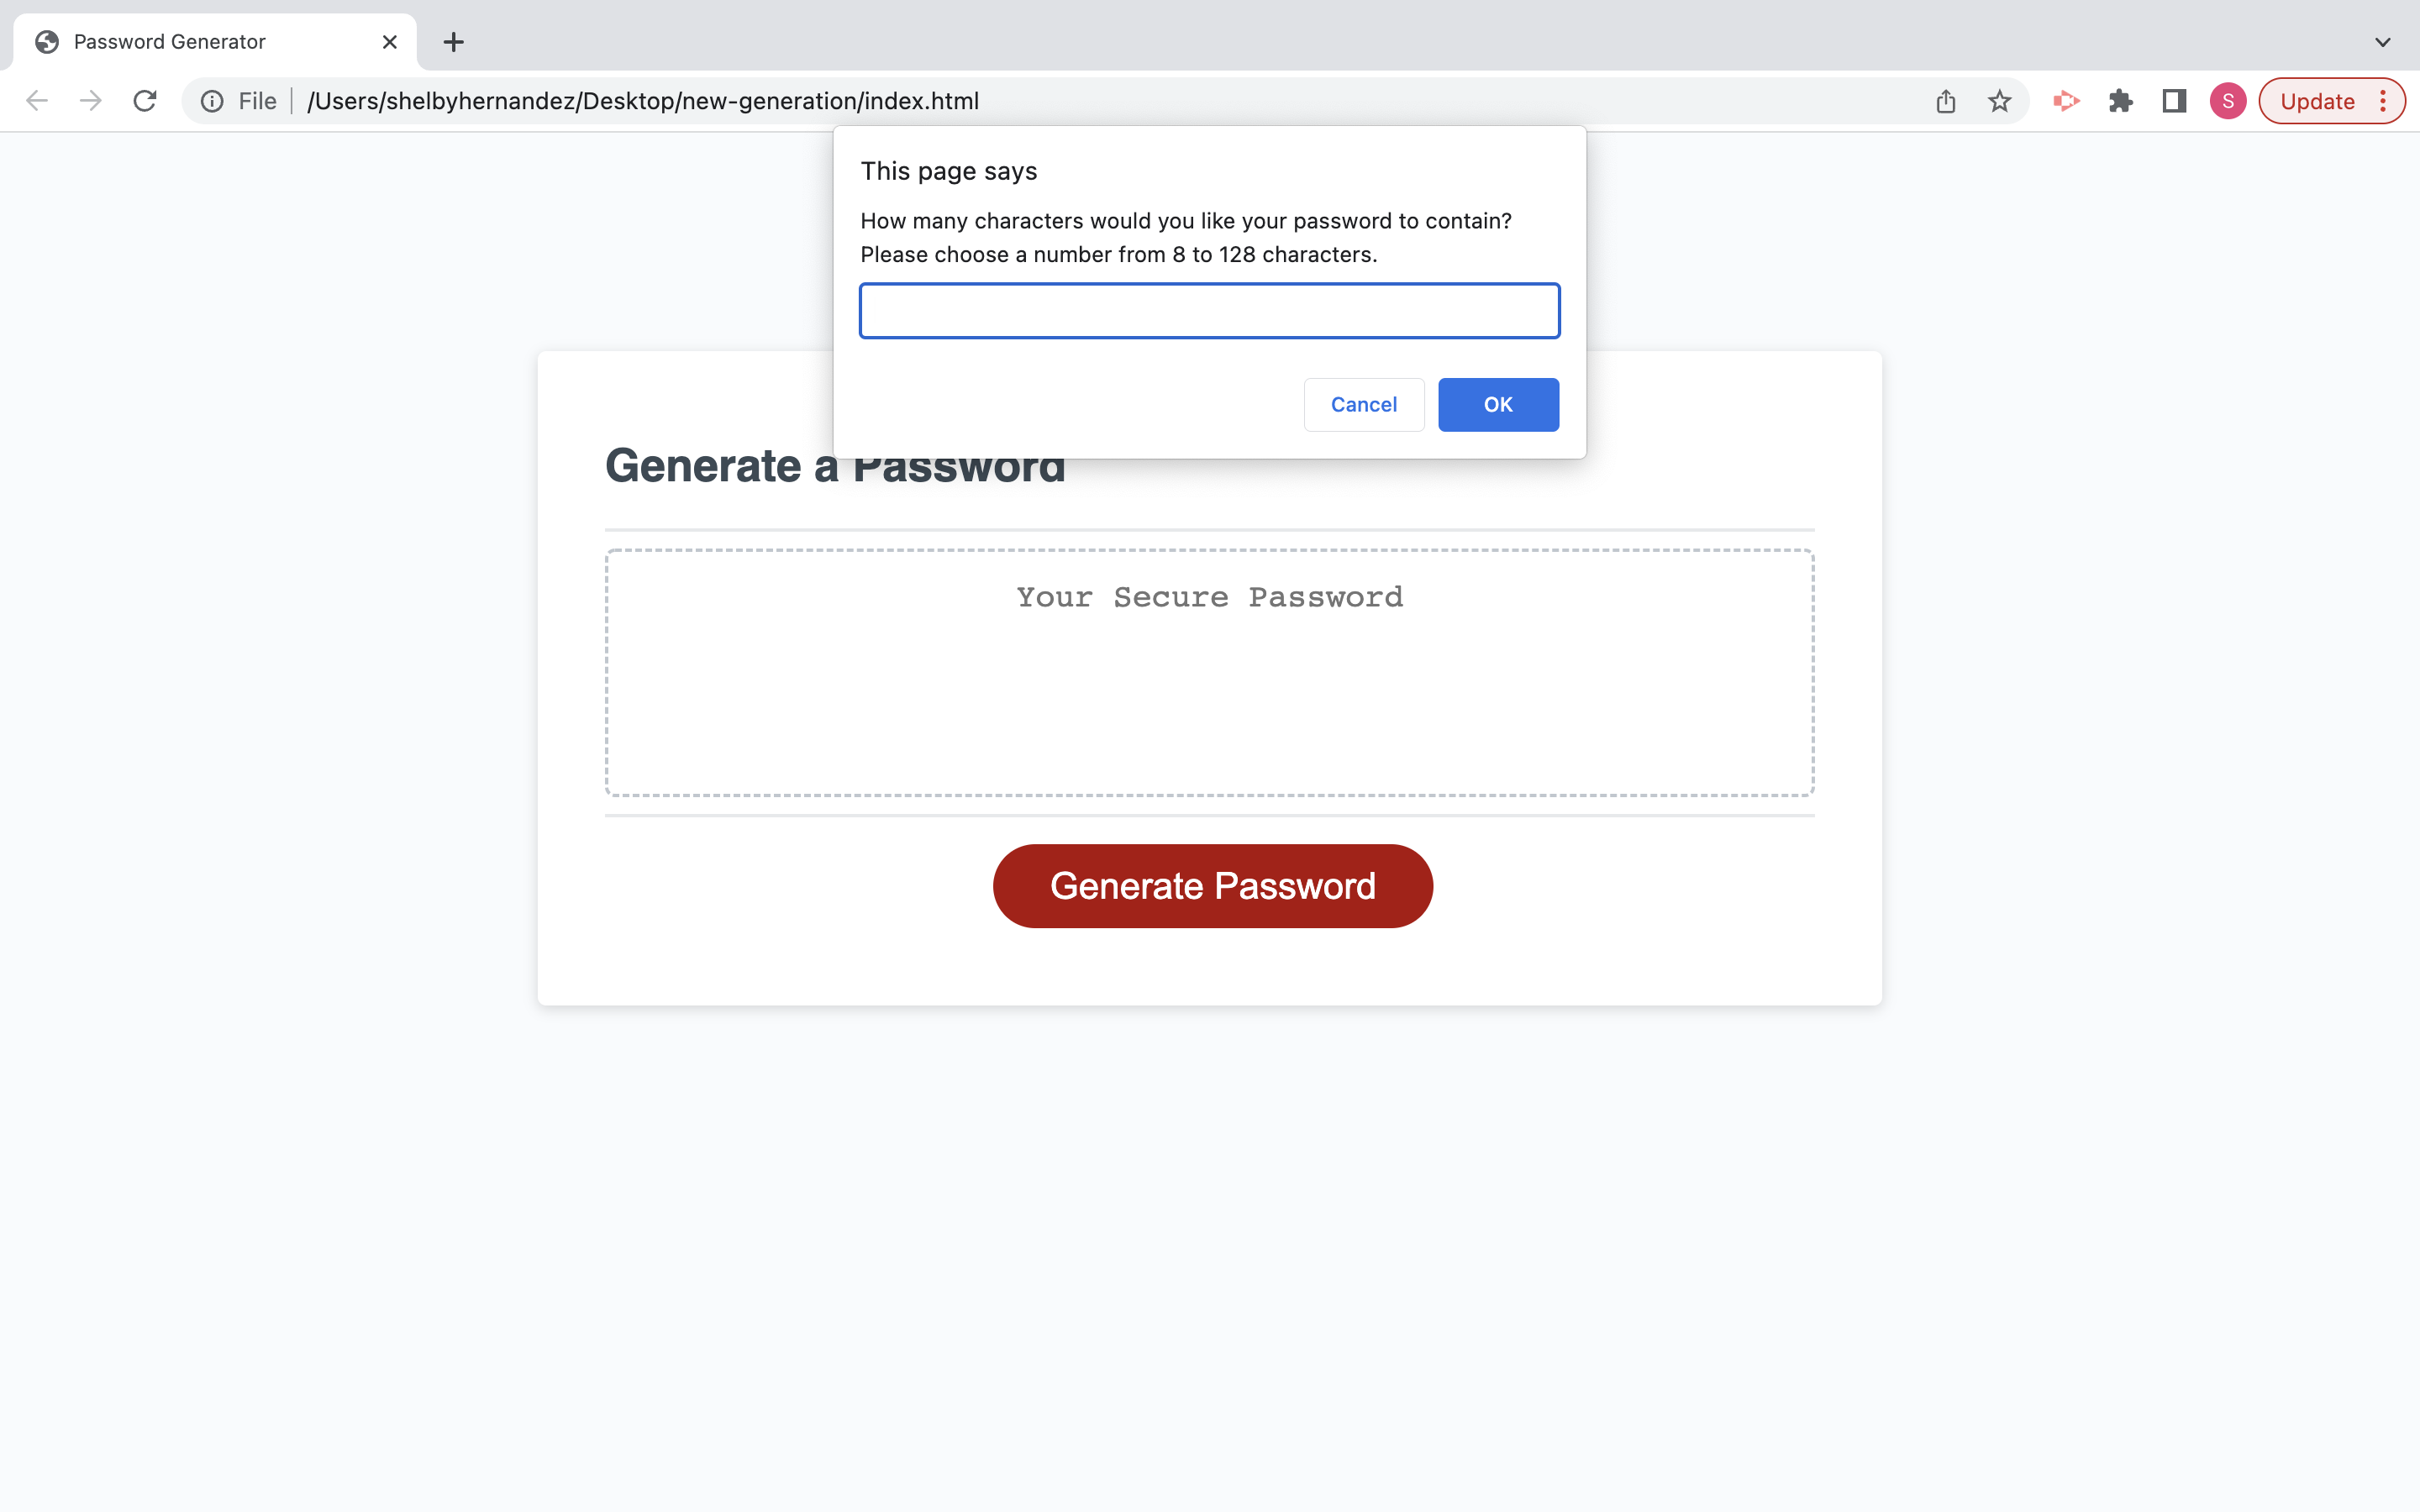 Password Generator
File
/Users/shelbyhernandez/Desktop/new-generation/index.html
S
Update
This page says
How many characters would you like your password to contain?
Please choose a number from 8 to 128 characters.
Cancel
OK
Generate a Password
Your Secure Password
Generate Password